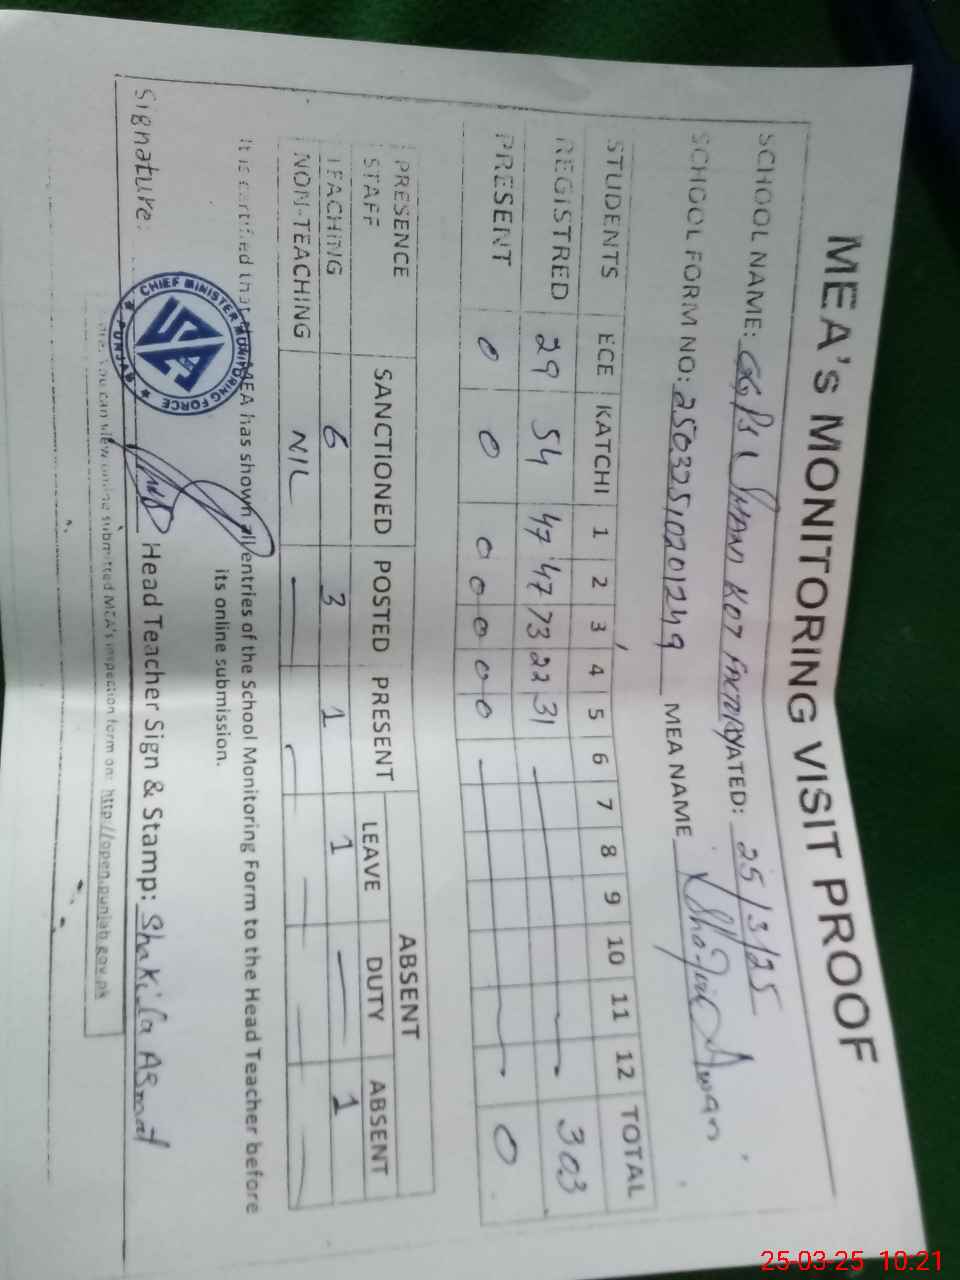 MEA's MONITORING VISIT PROOF
SCHOOL NAME: KOT FACTORY DATED: 25/3/25
SCHOOL FORM NO: MEA NAME Awan
STUDENTS ECE KATCHI 1 2 3 4 5 6 7 8 9 10 11 12 TOTAL
REGISTRED 29 54 47 47 73 22 31 303
PRESENT 0 0 0 0 0 0 0 0
PRESENCE SANCTIONED POSTED PRESENT ABSENT
STAFF LEAVE DUTY ABSENT
TEACHING 6 3 1 1 — 1
NON-TEACHING NIL —
It is certified that the MEA has shown all entries of the School Monitoring Form to the Head Teacher before
its online submission.
Signature: Head Teacher Sign & Stamp: Shakila Asmat
CHIEF MINISTER MONITORING FORCE
★ PUNJAB ★
you can view online submitted MEA's inspection form on: http://open.punjab.gov.pk
25-03-25 10:21